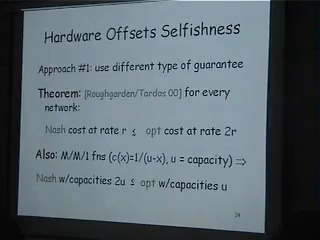 Hardware Offsets Selfishness
Approach #1: use different type of guarantee
Theorem: [Roughgarden/Tardos 00] for every
network:
Nash cost at rate r ≤ opt cost at rate 2r
Also: M/M/1 fns (c(x)=1/(u-x), u = capacity) ⇒
Nash w/capacities 2u ≤ opt w/capacities u
24